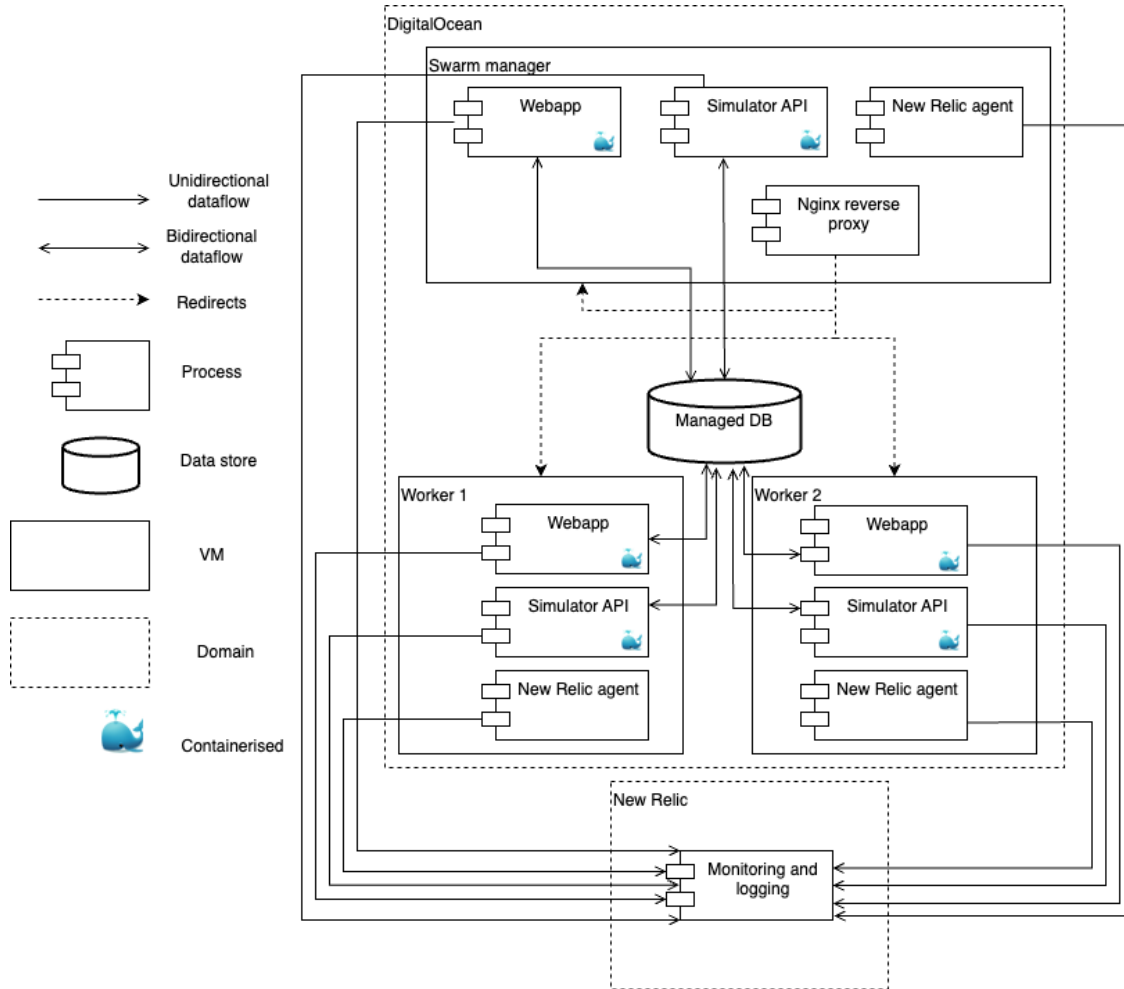 DigitalOcean
Swarm manager
Webapp
Simulator API
New Relic agent
Nginx reverse
proxy
Unidirectional
dataflow
Bidirectional
dataflow
Redirects
Process
Data store
VM
Domain
Containerised
Managed DB
Worker 1
Webapp
Simulator API
New Relic agent
Worker 2
Webapp
Simulator API
New Relic agent
New Relic
Monitoring and
logging